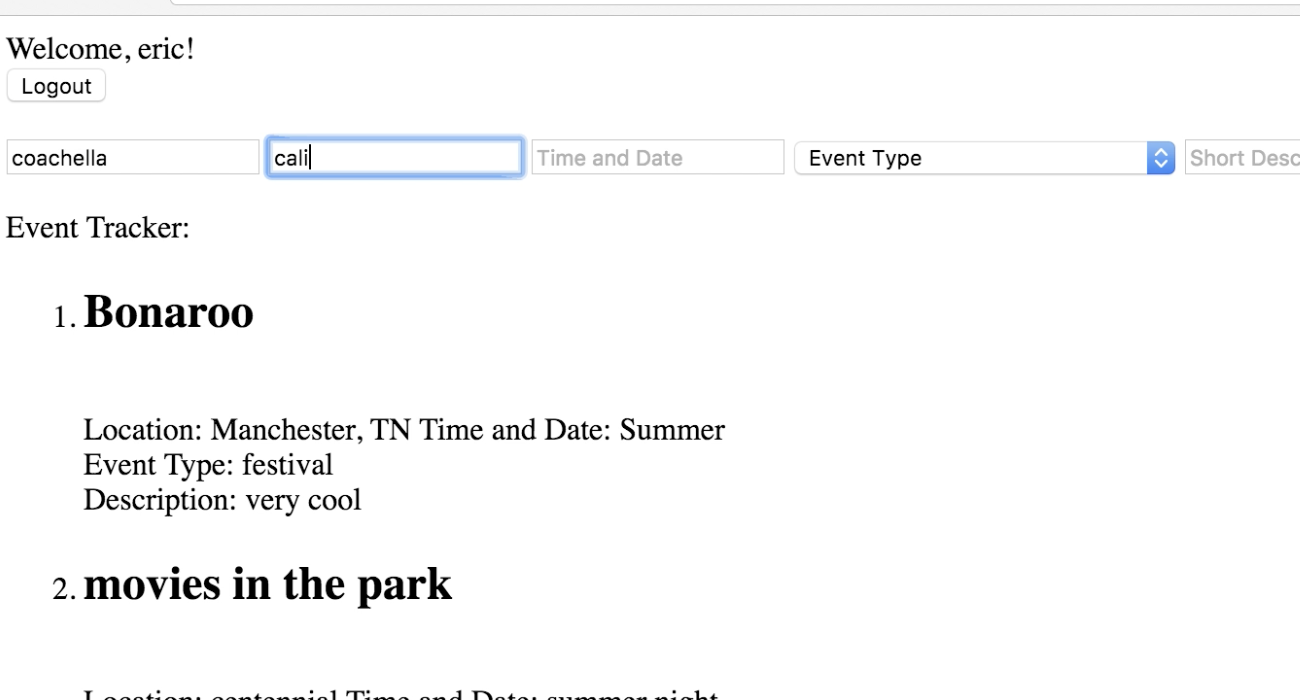 Welcome, eric!
Logout
coachella cali Time and Date Event Type Short Desc
Event Tracker:
1. Bonaroo
Location: Manchester, TN Time and Date: Summer
Event Type: festival
Description: very cool
2. movies in the park
Location: centennial Time and Date: summer night